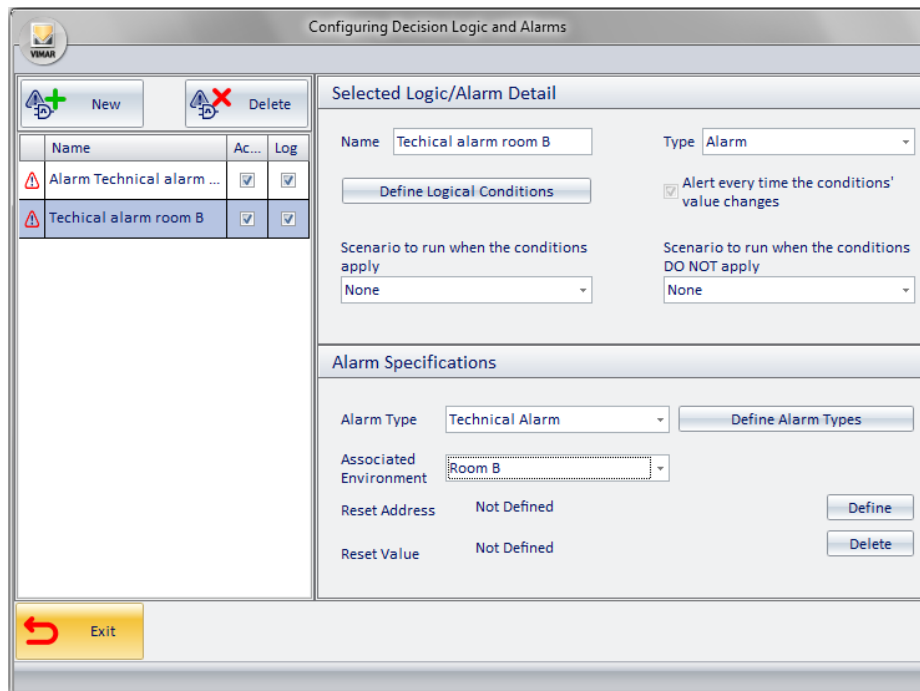 Configuring Decision Logic and Alarms
VIMAR
New
Delete
Name
Ac...
Log
Alarm Technical alarm ...
Techical alarm room B
Selected Logic/Alarm Detail
Name
Techical alarm room B
Type
Alarm
Define Logical Conditions
Alert every time the conditions'
value changes
Scenario to run when the conditions
apply
None
Scenario to run when the conditions
DO NOT apply
None
Alarm Specifications
Alarm Type
Technical Alarm
Define Alarm Types
Associated
Environment
Room B
Reset Address
Not Defined
Define
Reset Value
Not Defined
Delete
Exit